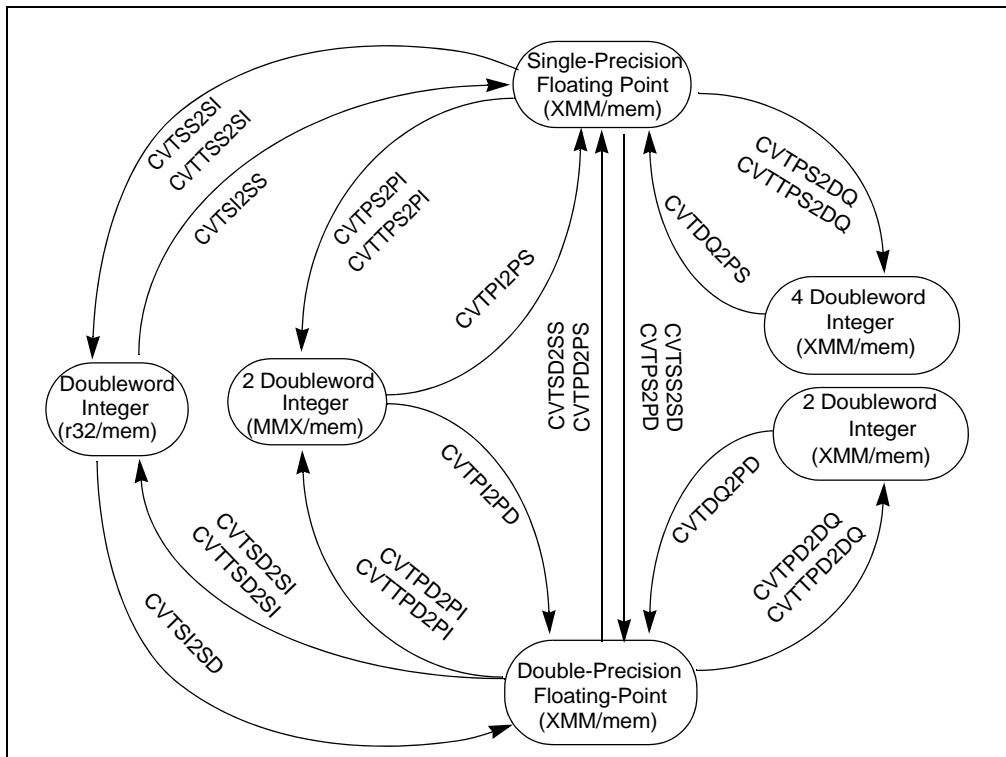 Single-Precision
Floating Point
(XMM/mem)
CVTSS2SI
CVTTSS2SI
CVTSI2SS
CVTPS2PI
CVTTPS2PI
CVTPI2PS
CVTPS2DQ
CVTTPS2DQ
CVTDQ2PS
4 Doubleword
Integer
(XMM/mem)
Doubleword
Integer
(r32/mem)
2 Doubleword
Integer
(MMX/mem)
CVTSD2SS
CVTPD2PS
CVTSS2SD
CVTPS2PD
2 Doubleword
Integer
(XMM/mem)
CVTPI2PD
CVTDQ2PD
CVTSD2SI
CVTTSD2SI
CVTPD2PI
CVTTPD2PI
CVTPD2DQ
CVTTPD2DQ
CVTSI2SD
Double-Precision
Floating-Point
(XMM/mem)